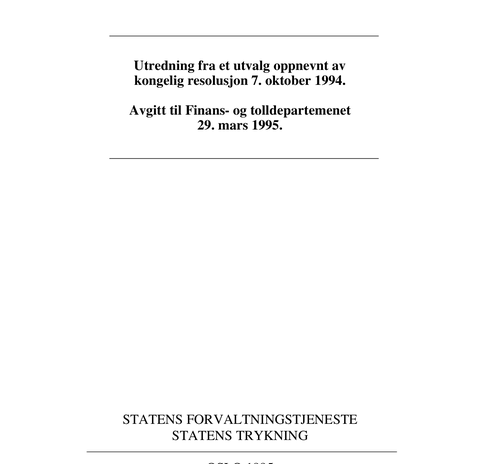 Utredning fra et utvalg oppnevnt av
kongelig resolusjon 7. oktober 1994.
Avgitt til Finans- og tolldepartemenet
29. mars 1995.
STATENS FORVALTNINGSTJENESTE
STATENS TRYKNING